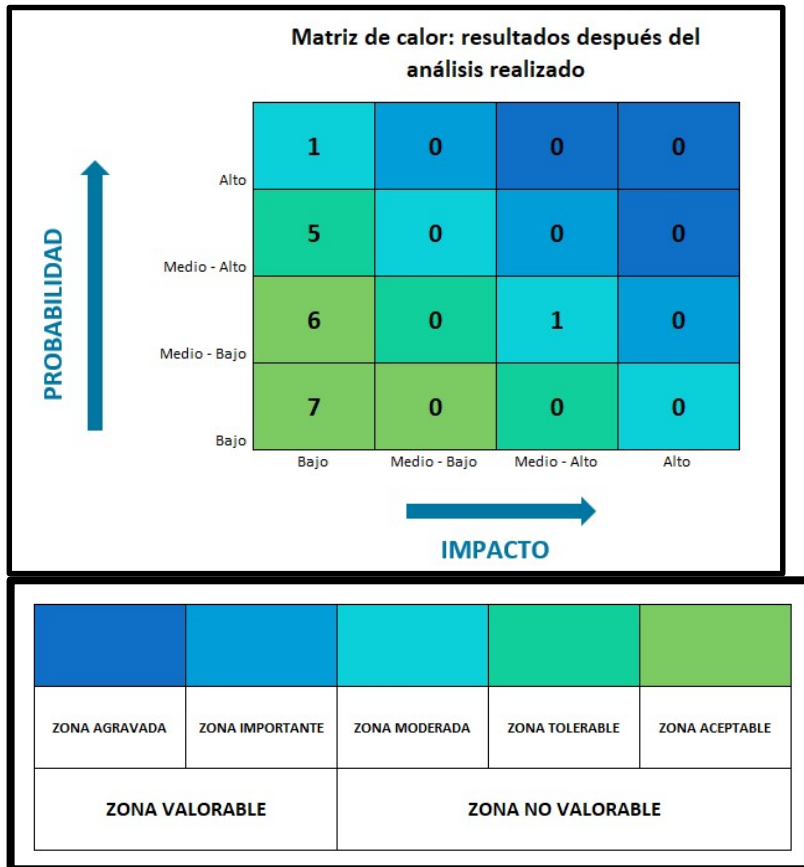 Matriz de calor: resultados después del
análisis realizado
PROBABILIDAD
Alto
1 0 0 0
Medio - Alto
5 0 0 0
Medio - Bajo
6 0 1 0
Bajo
7 0 0 0
Bajo Medio - Bajo Medio - Alto Alto
IMPACTO
ZONA AGRAVADA ZONA IMPORTANTE ZONA MODERADA ZONA TOLERABLE ZONA ACEPTABLE
ZONA VALORABLE ZONA NO VALORABLE